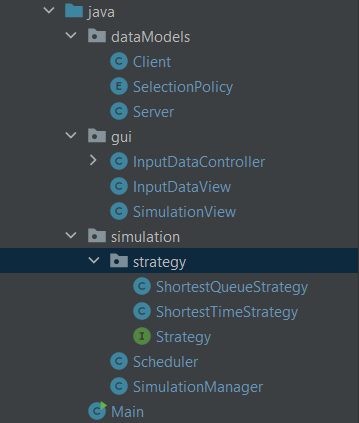 java
dataModels
Client
SelectionPolicy
Server
gui
InputDataController
InputDataView
SimulationView
simulation
strategy
ShortestQueueStrategy
ShortestTimeStrategy
Strategy
Scheduler
SimulationManager
Main